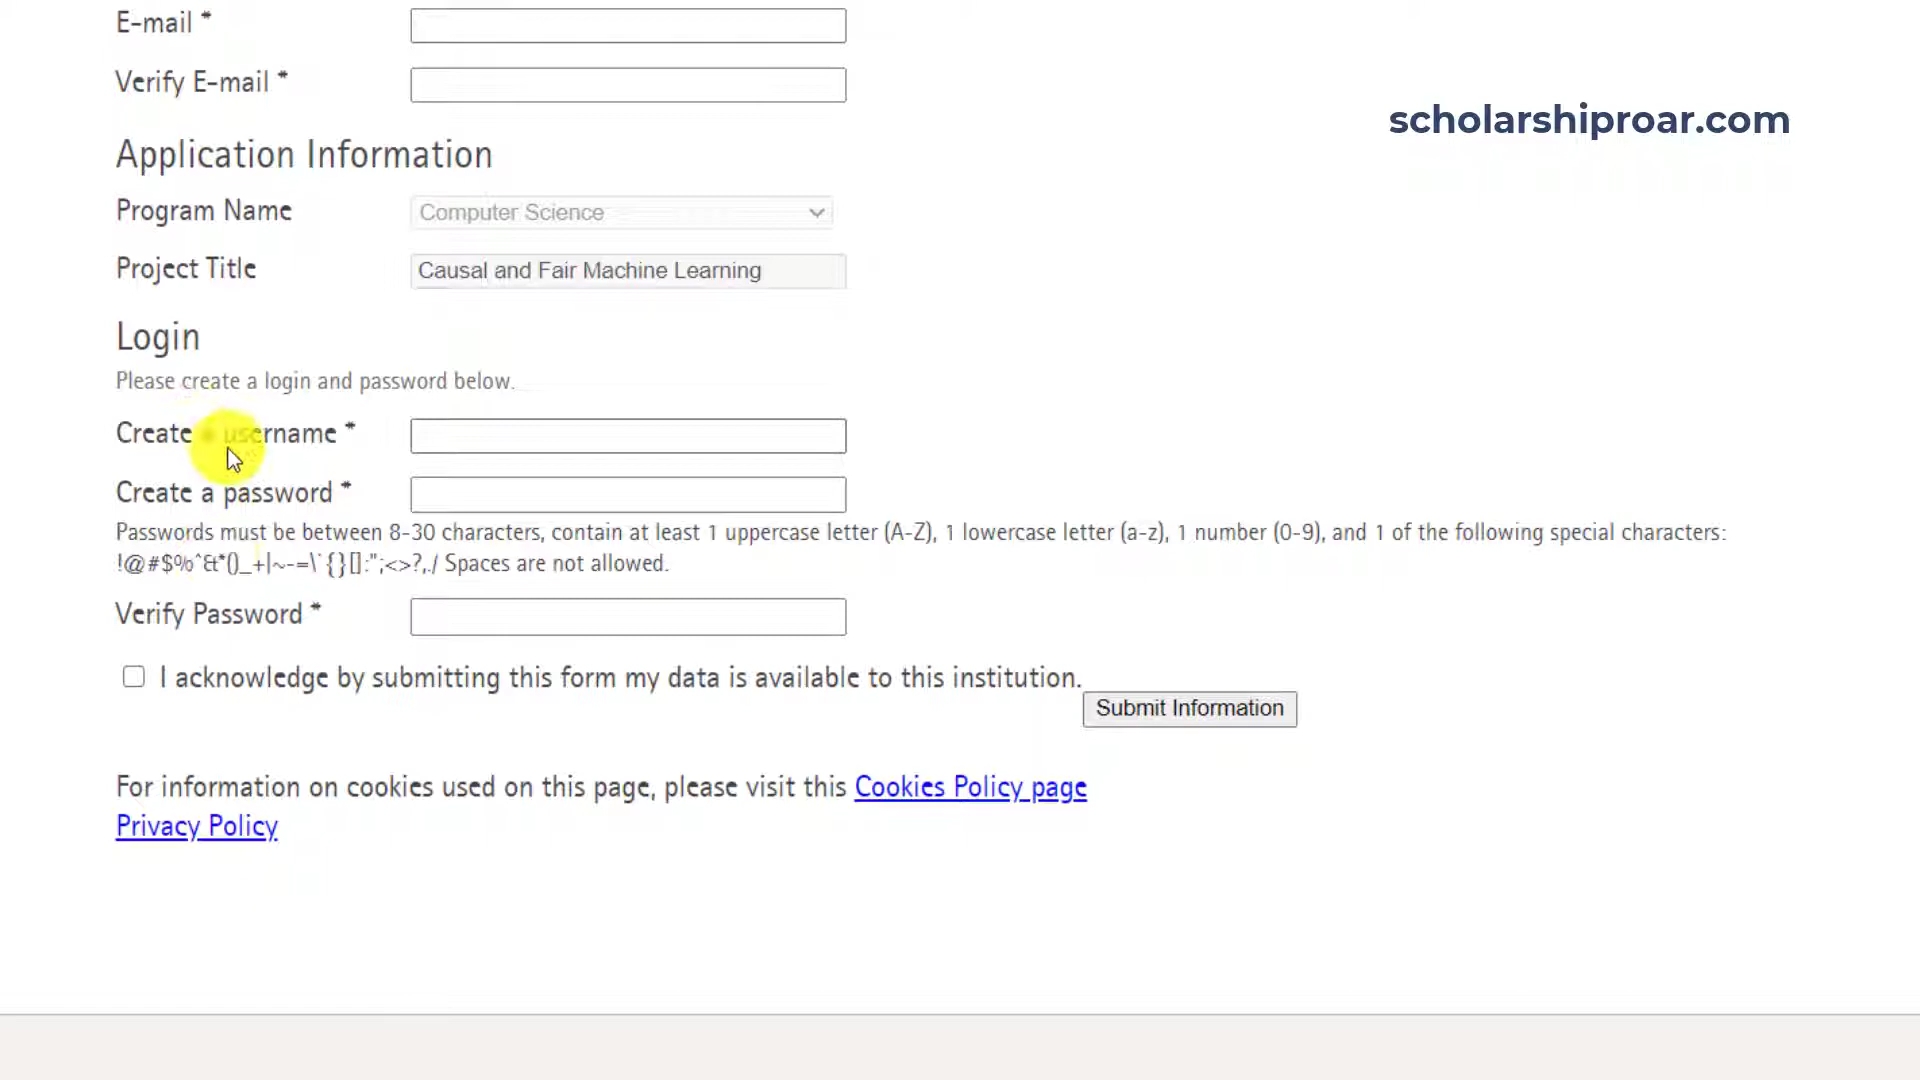 E-mail *
Verify E-mail *
scholarshiproar.com
Application Information
Program Name
Computer Science
Project Title
Causal and Fair Machine Learning
Login
Please create a login and password below.
Create a username *
Create a password *
Passwords must be between 8-30 characters, contain at least 1 uppercase letter (A-Z), 1 lowercase letter (a-z), 1 number (0-9), and 1 of the following special characters:
!@#$%^&*()_+|~-=\`{}[]:";<>?,./ Spaces are not allowed.
Verify Password *
I acknowledge by submitting this form my data is available to this institution.
Submit Information
For information on cookies used on this page, please visit this Cookies Policy page
Privacy Policy